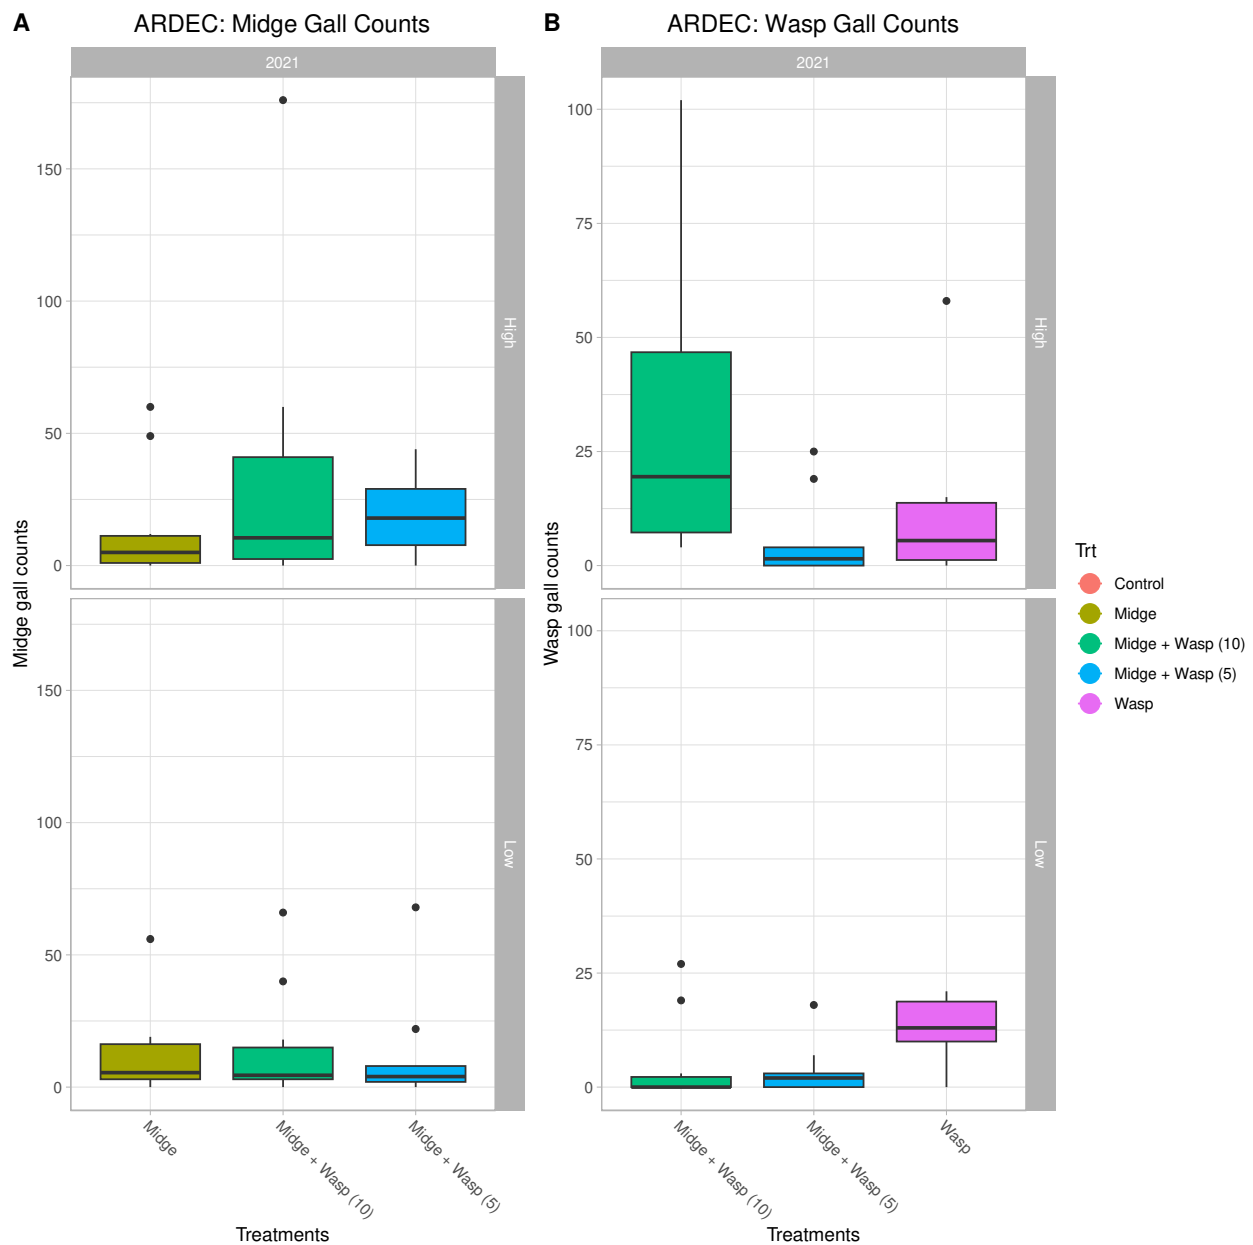 A
ARDEC: Midge Gall Counts
2021
150
100
50
0
High
150
100
50
0
Low
Midge gall counts
Midge
Midge + Wasp (10)
Midge + Wasp (5)
Treatments
B
ARDEC: Wasp Gall Counts
2021
100
75
50
25
0
High
100
75
50
25
0
Low
Wasp gall counts
Midge + Wasp (10)
Midge + Wasp (5)
Wasp
Treatments
Trt
Control
Midge
Midge + Wasp (10)
Midge + Wasp (5)
Wasp